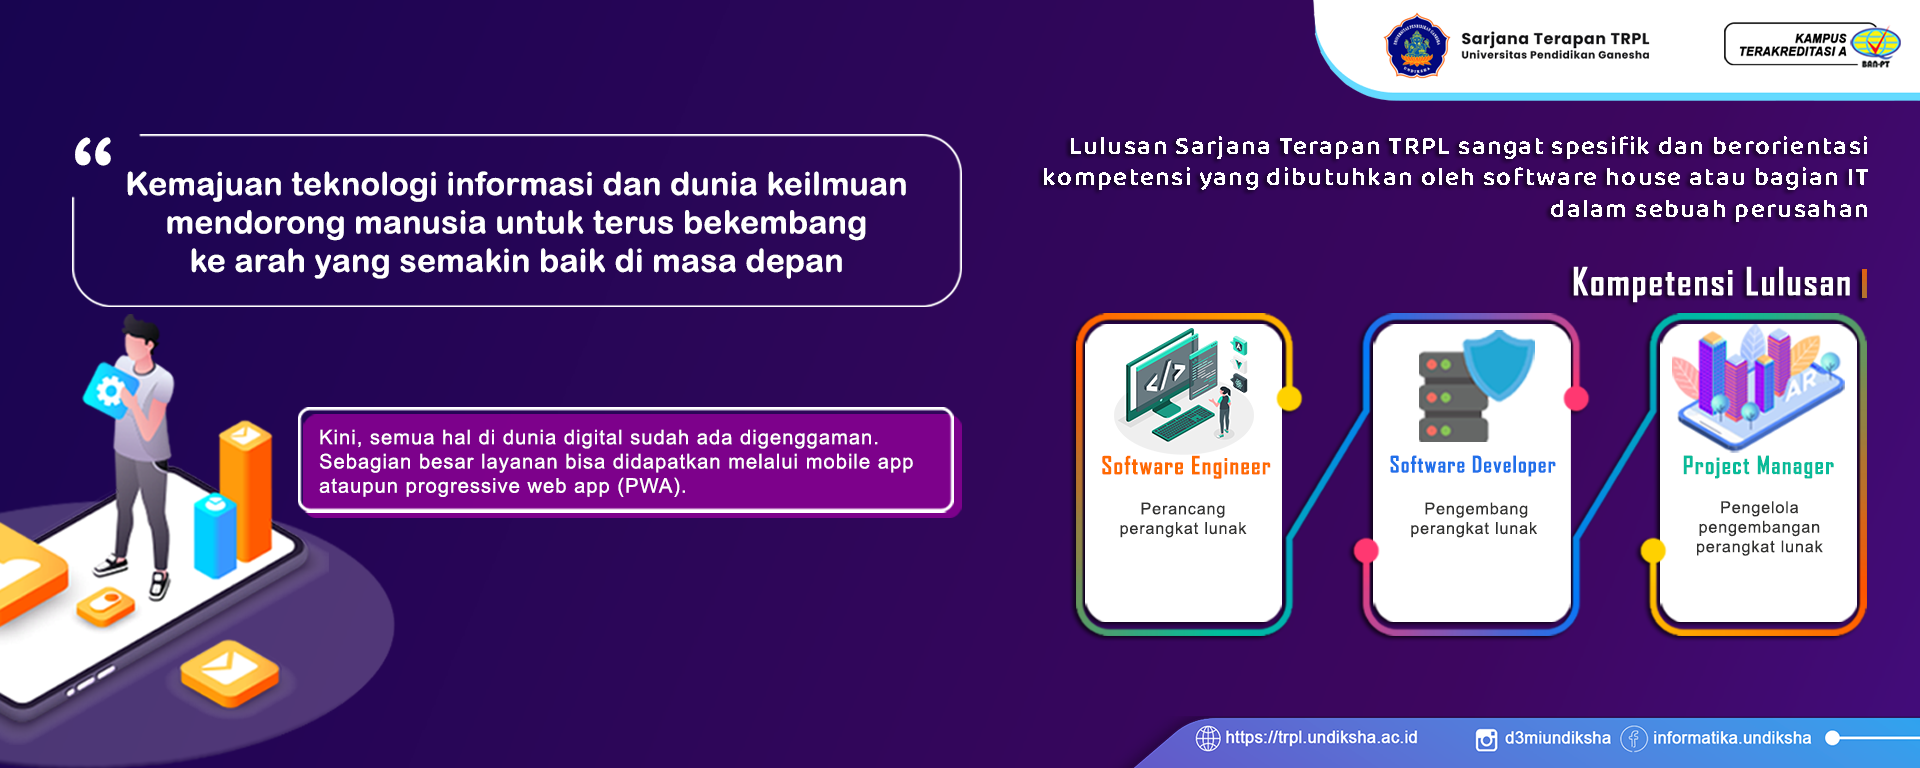 Sarjana Terapan TRPL
Universitas Pendidikan Ganesha
KAMPUS
TERAKREDITASI A
BAN-PT
“
Kemajuan teknologi informasi dan dunia keilmuan
mendorong manusia untuk terus bekembang
ke arah yang semakin baik di masa depan
Kini, semua hal di dunia digital sudah ada digenggaman.
Sebagian besar layanan bisa didapatkan melalui mobile app
ataupun progressive web app (PWA).
Lulusan Sarjana Terapan TRPL sangat spesifik dan berorientasi
kompetensi yang dibutuhkan oleh software house atau bagian IT
dalam sebuah perusahan
Kompetensi Lulusan
</>
Software Engineer
Perancang
perangkat lunak
Software Developer
Pengembang
perangkat lunak
AR
Project Manager
Pengelola
pengembangan
perangkat lunak
https://trpl.undiksha.ac.id
d3miundiksha
informatika.undiksha